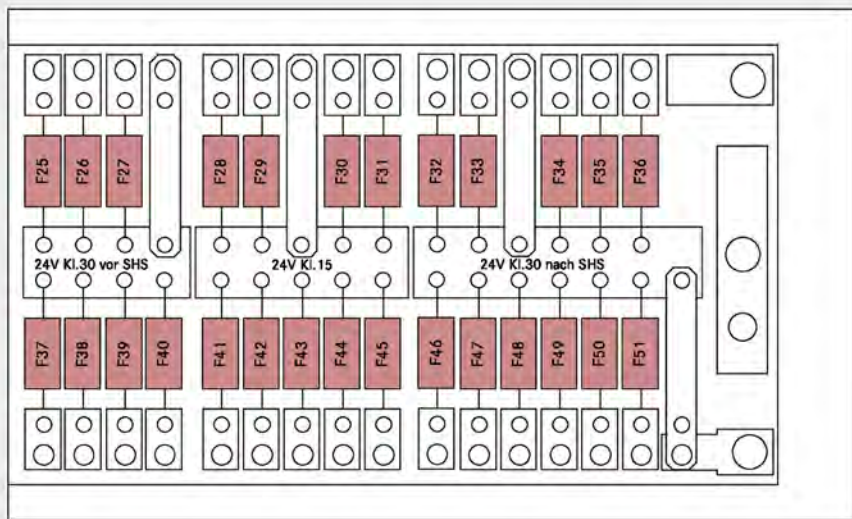 F25 F26 F27 F28 F29 F30 F31 F32 F33 F34 F35 F36
24V Kl.30 vor SHS 24V Kl.15 24V Kl.30 nach SHS
F37 F38 F39 F40 F41 F42 F43 F44 F45 F46 F47 F48 F49 F50 F51